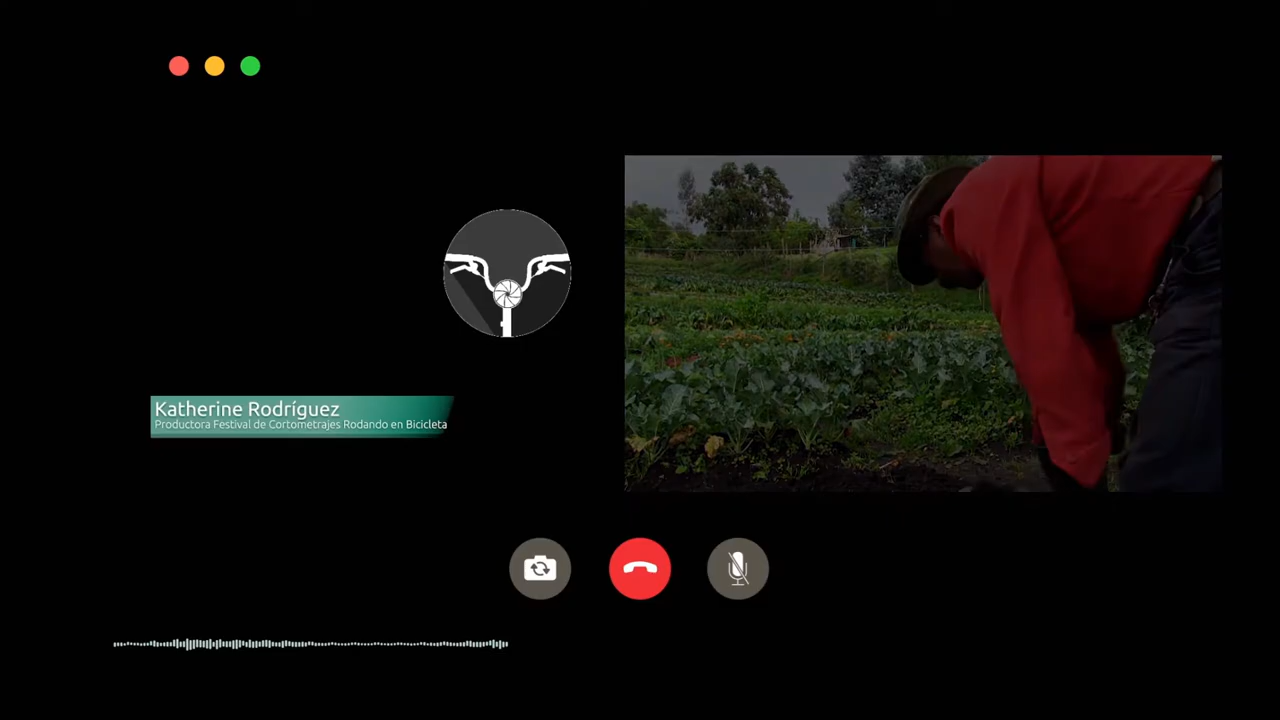 Katherine Rodríguez
Productora Festival de Cortometrajes Rodando en Bicicleta